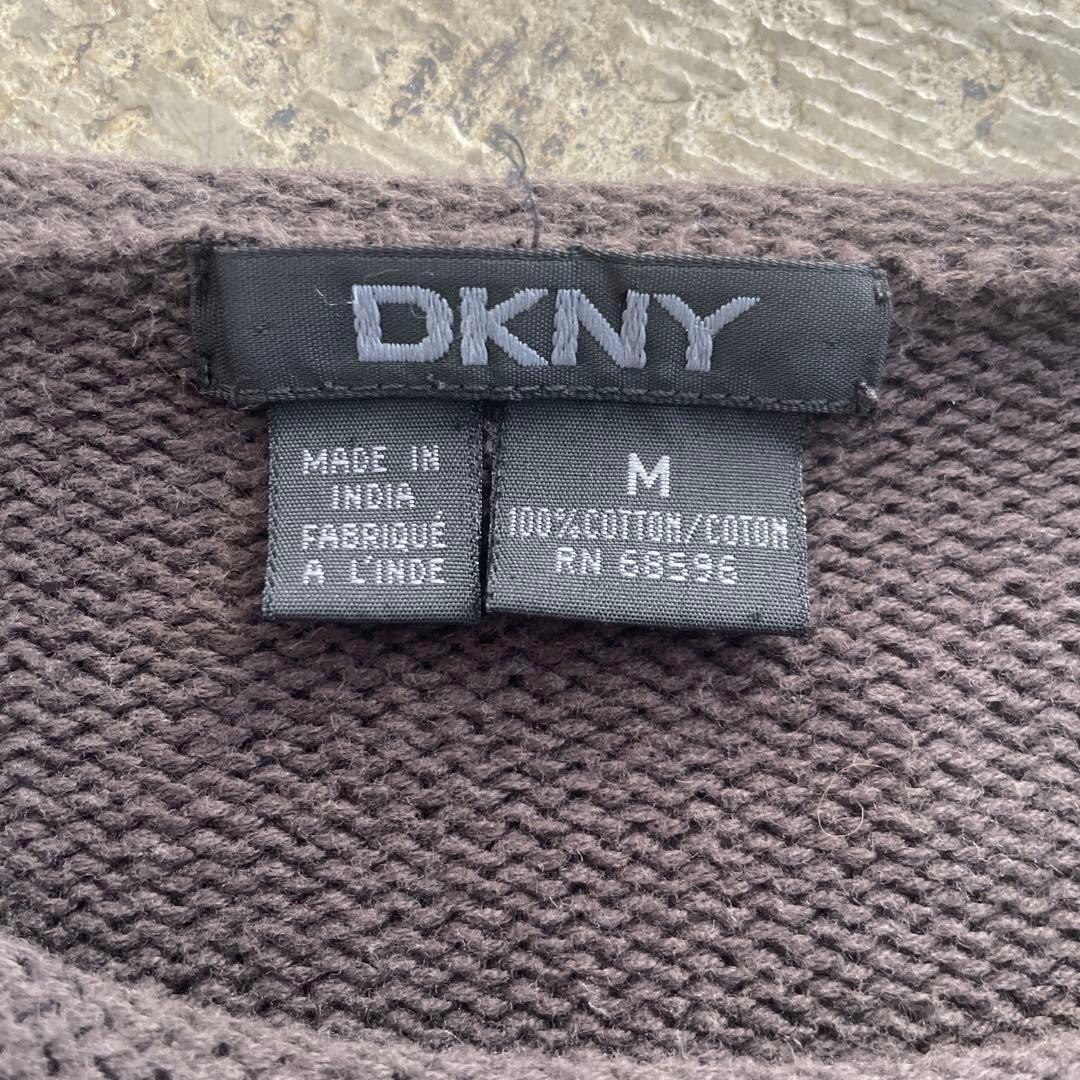 DKNY
MADE IN
INDIA
FABRIQUÉ
A L'INDE
M
100%COTTON/COTON
RN 68596